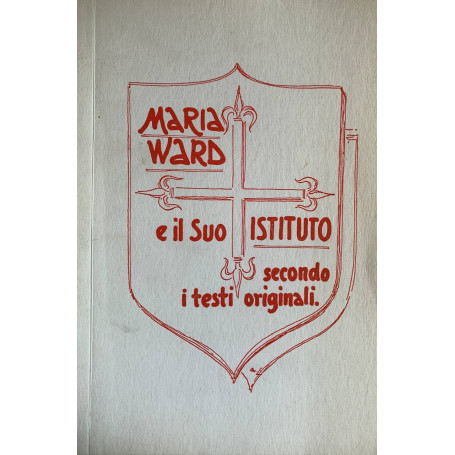 MARIA
WARD
e il Suo ISTITUTO
secondo
i testi originali.